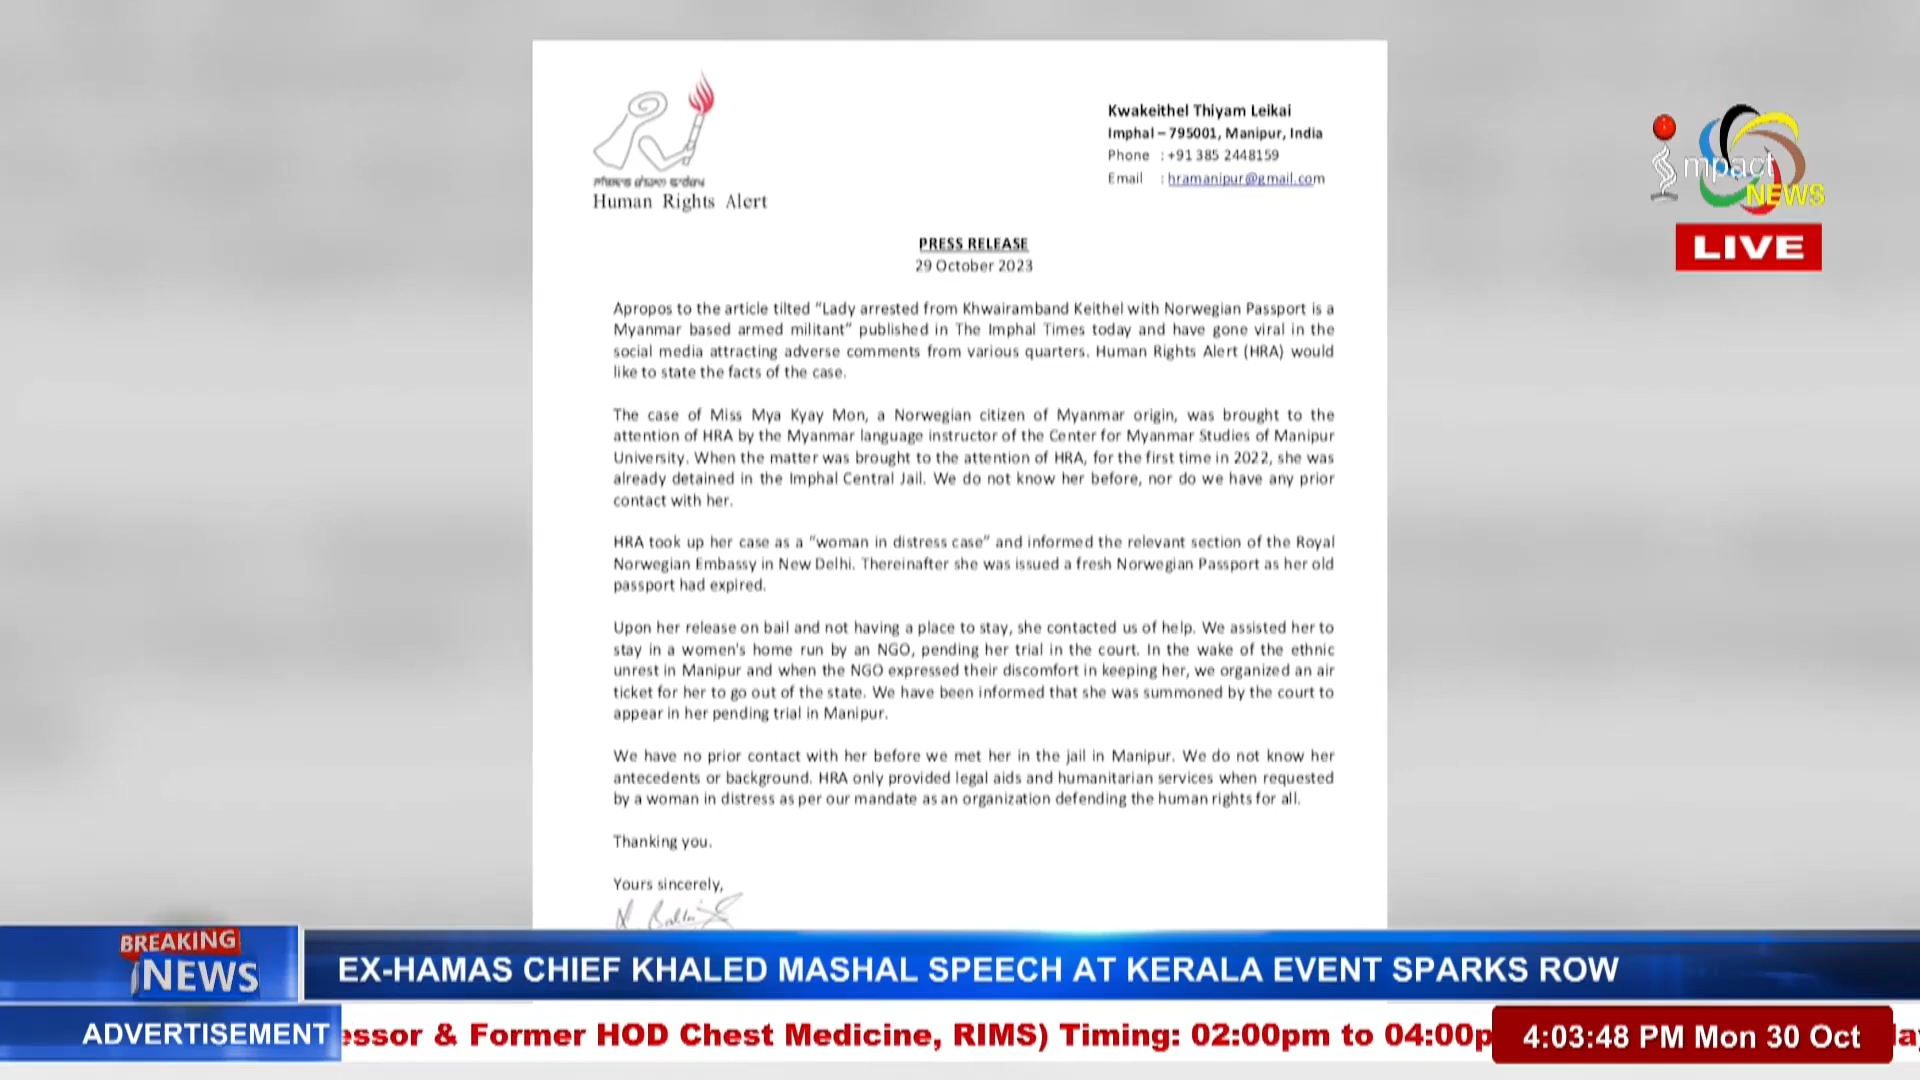 Human Rights Alert
Kwakeithel Thiyam Leikai
Imphal – 795001, Manipur, India
Phone : +91 385 2448159
Email : hramanipur@gmail.com
PRESS RELEASE
29 October 2023
Apropos to the article tilted “Lady arrested from Khwairamband Keithel with Norwegian Passport is a
Myanmar based armed militant” published in The Imphal Times today and have gone viral in the
social media attracting adverse comments from various quarters. Human Rights Alert (HRA) would
like to state the facts of the case.
The case of Miss Mya Kyay Mon, a Norwegian citizen of Myanmar origin, was brought to the
attention of HRA by the Myanmar language instructor of the Center for Myanmar Studies of Manipur
University. When the matter was brought to the attention of HRA, for the first time in 2022, she was
already detained in the Imphal Central Jail. We do not know her before, nor do we have any prior
contact with her.
HRA took up her case as a “woman in distress case” and informed the relevant section of the Royal
Norwegian Embassy in New Delhi. Thereinafter she was issued a fresh Norwegian Passport as her old
passport had expired.
Upon her release on bail and not having a place to stay, she contacted us of help. We assisted her to
stay in a women's home run by an NGO, pending her trial in the court. In the wake of the ethnic
unrest in Manipur and when the NGO expressed their discomfort in keeping her, we organized an air
ticket for her to go out of the state. We have been informed that she was summoned by the court to
appear in her pending trial in Manipur.
We have no prior contact with her before we met her in the jail in Manipur. We do not know her
antecedents or background. HRA only provided legal aids and humanitarian services when requested
by a woman in distress as per our mandate as an organization defending the human rights for all.
Thanking you.
Yours sincerely,
impact
NEWS
LIVE
BREAKING
NEWS
EX-HAMAS CHIEF KHALED MASHAL SPEECH AT KERALA EVENT SPARKS ROW
ADVERTISEMENT
essor & Former HOD Chest Medicine, RIMS) Timing: 02:00pm to 04:00p
4:03:48 PM Mon 30 Oct